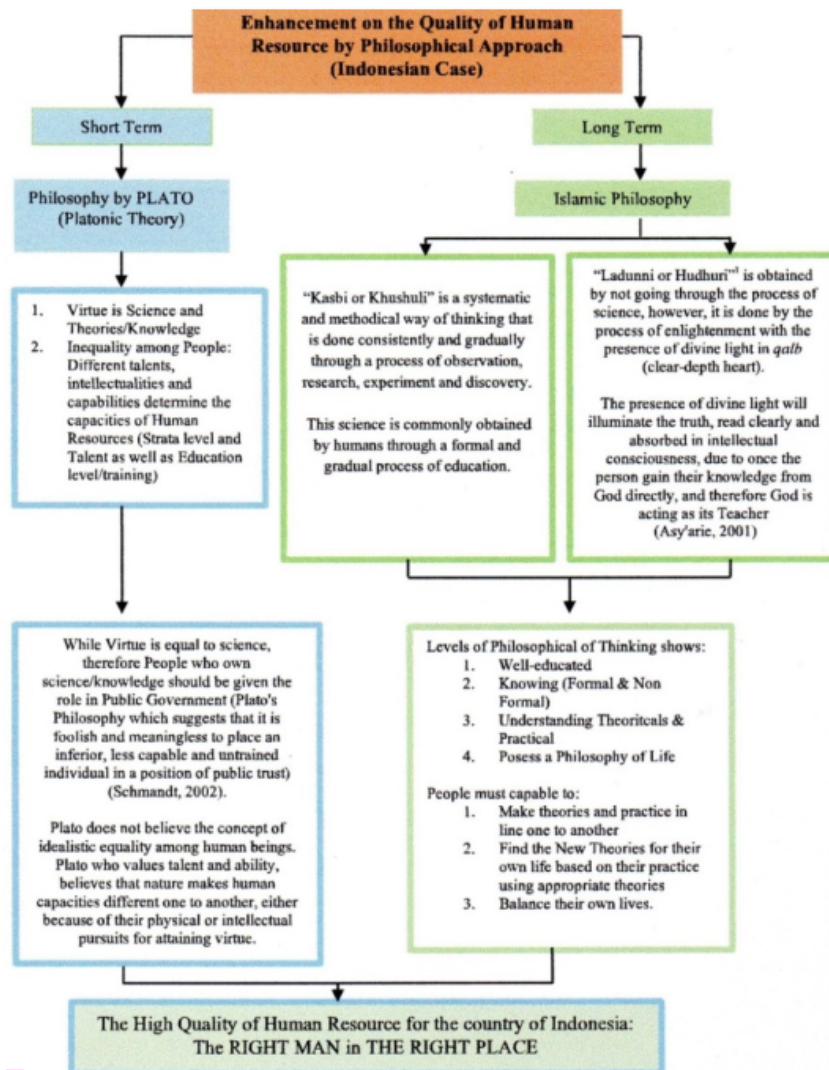 Enhancement on the Quality of Human
Resource by Philosophical Approach
(Indonesian Case)
Short Term
Long Term
Philosophy by PLATO
(Platonic Theory)
Islamic Philosophy
1. Virtue is Science and
Theories/Knowledge
2. Inequality among People:
Different talents,
intellectualities and
capabilities determine the
capacities of Human
Resources (Strata level and
Talent as well as Education
level/training)
"Kasbi or Khushuli" is a systematic
and methodical way of thinking that
is done consistently and gradually
through a process of observation,
research, experiment and discovery.
This science is commonly obtained
by humans through a formal and
gradual process of education.
"Ladunni or Hudhuri"¹ is obtained
by not going through the process of
science, however, it is done by the
process of enlightenment with the
presence of divine light in qalb
(clear-depth heart).
The presence of divine light will
illuminate the truth, read clearly and
absorbed in intellectual
consciousness, due to once the
person gain their knowledge from
God directly, and therefore God is
acting as its Teacher
(Asy'arie, 2001)
While Virtue is equal to science,
therefore People who own
science/knowledge should be given the
role in Public Government (Plato's
Philosophy which suggests that it is
foolish and meaningless to place an
inferior, less capable and untrained
individual in a position of public trust)
(Schmandt, 2002).
Plato does not believe the concept of
idealistic equality among human beings.
Plato who values talent and ability,
believes that nature makes human
capacities different one to another, either
because of their physical or intellectual
pursuits for attaining virtue.
Levels of Philosophical of Thinking shows:
1. Well-educated
2. Knowing (Formal & Non
Formal)
3. Understanding Theoritcals &
Practical
4. Posess a Philosophy of Life
People must capable to:
1. Make theories and practice in
line one to another
2. Find the New Theories for their
own life based on their practice
using appropriate theories
3. Balance their own lives.
The High Quality of Human Resource for the country of Indonesia:
The RIGHT MAN in THE RIGHT PLACE